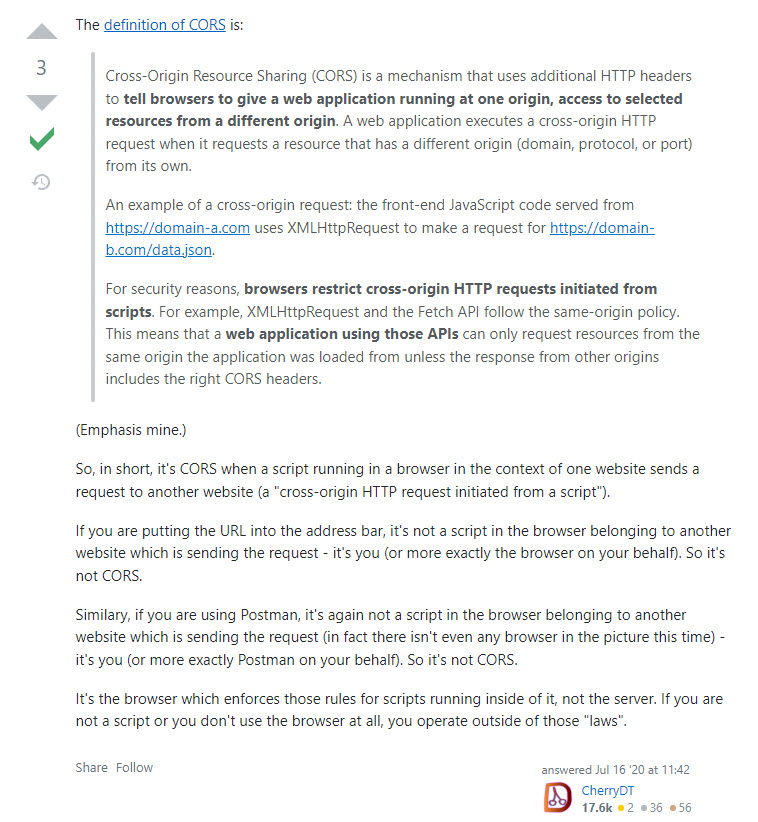 The definition of CORS is:
3
Cross-Origin Resource Sharing (CORS) is a mechanism that uses additional HTTP headers
to tell browsers to give a web application running at one origin, access to selected
resources from a different origin. A web application executes a cross-origin HTTP
request when it requests a resource that has a different origin (domain, protocol, or port)
from its own.
An example of a cross-origin request: the front-end JavaScript code served from
https://domain-a.com uses XMLHttpRequest to make a request for https://domain-
b.com/data.json.
For security reasons, browsers restrict cross-origin HTTP requests initiated from
scripts. For example, XMLHttpRequest and the Fetch API follow the same-origin policy.
This means that a web application using those APIs can only request resources from the
same origin the application was loaded from unless the response from other origins
includes the right CORS headers.
(Emphasis mine.)
So, in short, it's CORS when a script running in a browser in the context of one website sends a
request to another website (a "cross-origin HTTP request initiated from a script").
If you are putting the URL into the address bar, it's not a script in the browser belonging to another
website which is sending the request - it's you (or more exactly the browser on your behalf). So it's
not CORS.
Similary, if you are using Postman, it's again not a script in the browser belonging to another
website which is sending the request (in fact there isn't even any browser in the picture this time) -
it's you (or more exactly Postman on your behalf). So it's not CORS.
It's the browser which enforces those rules for scripts running inside of it, not the server. If you are
not a script or you don't use the browser at all, you operate outside of those "laws".
Share Follow
answered Jul 16 '20 at 11:42
CherryDT
17.6k 2 36 56